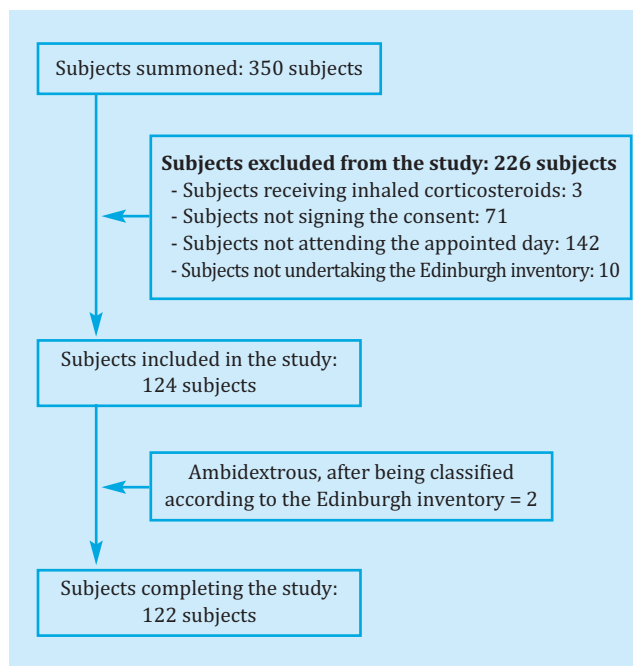 Subjects summoned: 350 subjects
Subjects excluded from the study: 226 subjects
- Subjects receiving inhaled corticosteroids: 3
- Subjects not signing the consent: 71
- Subjects not attending the appointed day: 142
- Subjects not undertaking the Edinburgh inventory: 10
Subjects included in the study:
124 subjects
Ambidextrous, after being classified
according to the Edinburgh inventory = 2
Subjects completing the study:
122 subjects